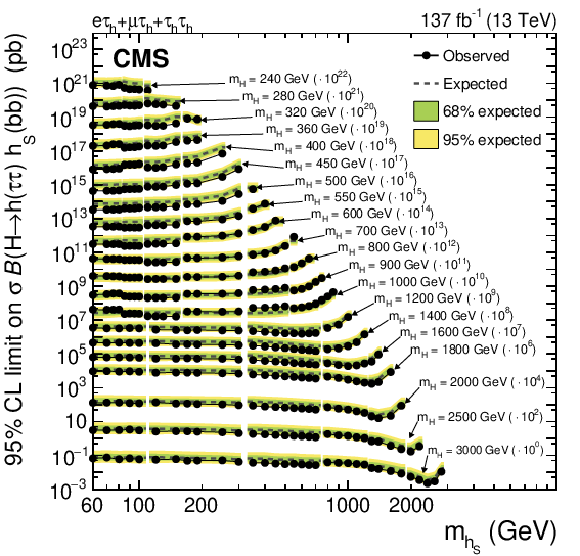 eτh+μτh+τhτh
137 fb⁻¹ (13 TeV)
CMS
Observed
Expected
68% expected
95% expected
mH = 240 GeV (·10²²)
mH = 280 GeV (·10²¹)
mH = 320 GeV (·10²⁰)
mH = 360 GeV (·10¹⁹)
mH = 400 GeV (·10¹⁸)
mH = 450 GeV (·10¹⁷)
mH = 500 GeV (·10¹⁶)
mH = 550 GeV (·10¹⁵)
mH = 600 GeV (·10¹⁴)
mH = 700 GeV (·10¹³)
mH = 800 GeV (·10¹²)
mH = 900 GeV (·10¹¹)
mH = 1000 GeV (·10¹⁰)
mH = 1200 GeV (·10⁹)
mH = 1400 GeV (·10⁸)
mH = 1600 GeV (·10⁷)
mH = 1800 GeV (·10⁶)
mH = 2000 GeV (·10⁴)
mH = 2500 GeV (·10²)
mH = 3000 GeV (·10⁰)
95% CL limit on σ B(H→h(ττ) hS(bb)) (pb)
10²³
10²¹
10¹⁹
10¹⁷
10¹⁵
10¹³
10¹¹
10⁹
10⁷
10⁵
10³
10
10⁻¹
10⁻³
60 100 200 1000 2000
mhS (GeV)